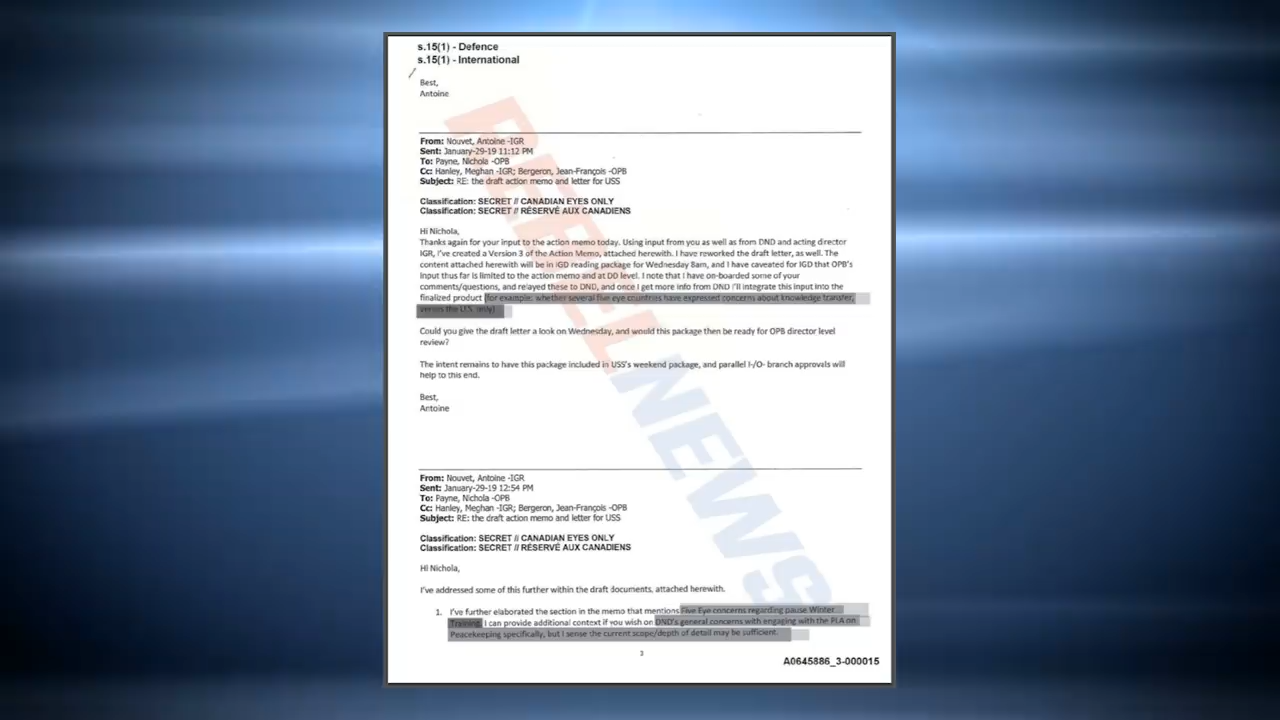 s.15(1) - Defence
s.15(1) - International
Best,
Antoine
From: Nouvet, Antoine -IGR
Sent: January-29-19 11:12 PM
To: Payne, Nichola -OPB
Cc: Hanley, Meghan -IGR; Bergeron, Jean-François -OPB
Subject: RE: the draft action memo and letter for USS
Classification: SECRET // CANADIAN EYES ONLY
Classification: SECRET // RÉSERVÉ AUX CANADIENS
Hi Nichola,
Thanks again for your input to the action memo today. Using input from you as well as from DND and acting director
IGR, I've created a Version 3 of the Action Memo, attached herewith. I have reworked the draft letter, as well. The
content attached herewith will be in IGD reading package for Wednesday 8am, and I have caveated for IGD that OPB's
input thus far is limited to the action memo and at DD level. I note that I have on-boarded some of your
comments/questions, and relayed these to DND, and once I get more info from DND I'll integrate this input into the
finalized product (for example: whether several five eye countries have expressed concerns about knowledge transfer,
versus the U.S. only)
Could you give the draft letter a look on Wednesday, and would this package then be ready for OPB director level
review?
The intent remains to have this package included in USS's weekend package, and parallel I-/O- branch approvals will
help to this end.
Best,
Antoine
From: Nouvet, Antoine -IGR
Sent: January-29-19 12:54 PM
To: Payne, Nichola -OPB
Cc: Hanley, Meghan -IGR; Bergeron, Jean-François -OPB
Subject: RE: the draft action memo and letter for USS
Classification: SECRET // CANADIAN EYES ONLY
Classification: SECRET // RÉSERVÉ AUX CANADIENS
Hi Nichola,
I've addressed some of this further within the draft documents, attached herewith.
1. I've further elaborated the section in the memo that mentions Five Eye concerns regarding pause Winter
Training. I can provide additional context if you wish on DND's general concerns with engaging with the PLA on
Peacekeeping specifically, but I sense the current scope/depth of detail may be sufficient.
3
A0645886_3-000015
REBELNEWS